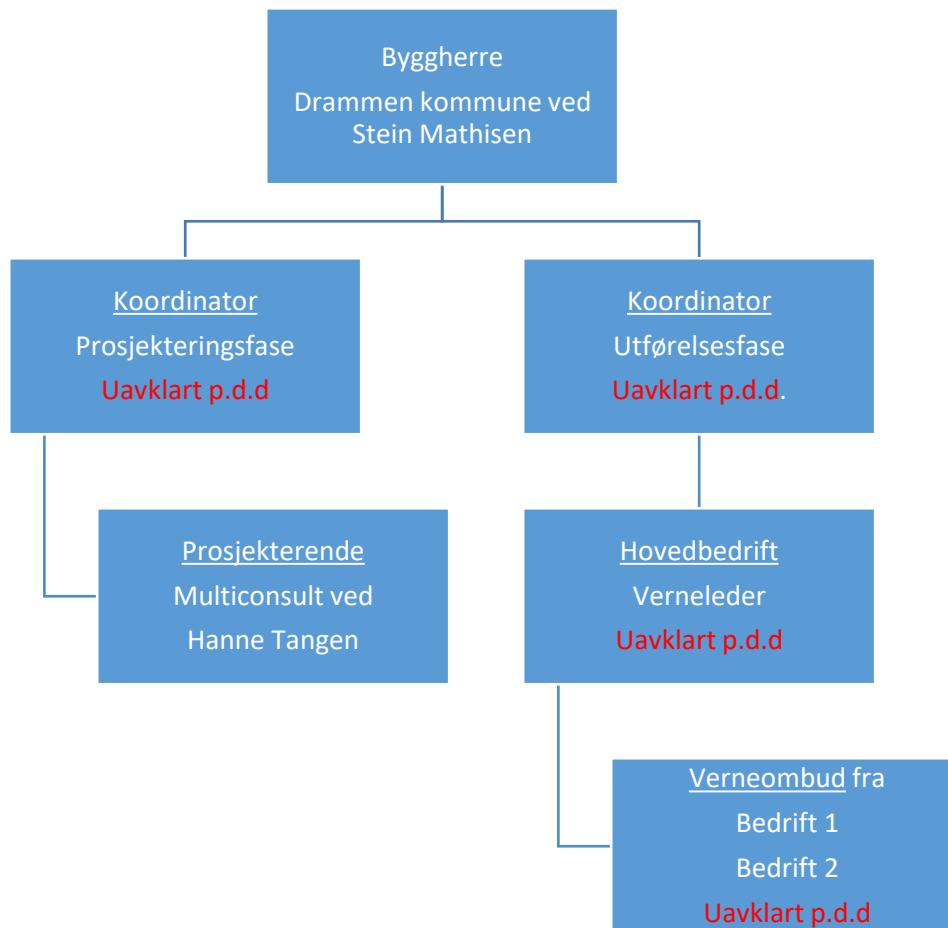 Byggherre
Drammen kommune ved
Stein Mathisen
Koordinator
Prosjekteringsfase
Uavklart p.d.d
Koordinator
Utførelsesfase
Uavklart p.d.d.
Prosjekterende
Multiconsult ved
Hanne Tangen
Hovedbedrift
Verneleder
Uavklart p.d.d
Verneombud fra
Bedrift 1
Bedrift 2
Uavklart p.d.d